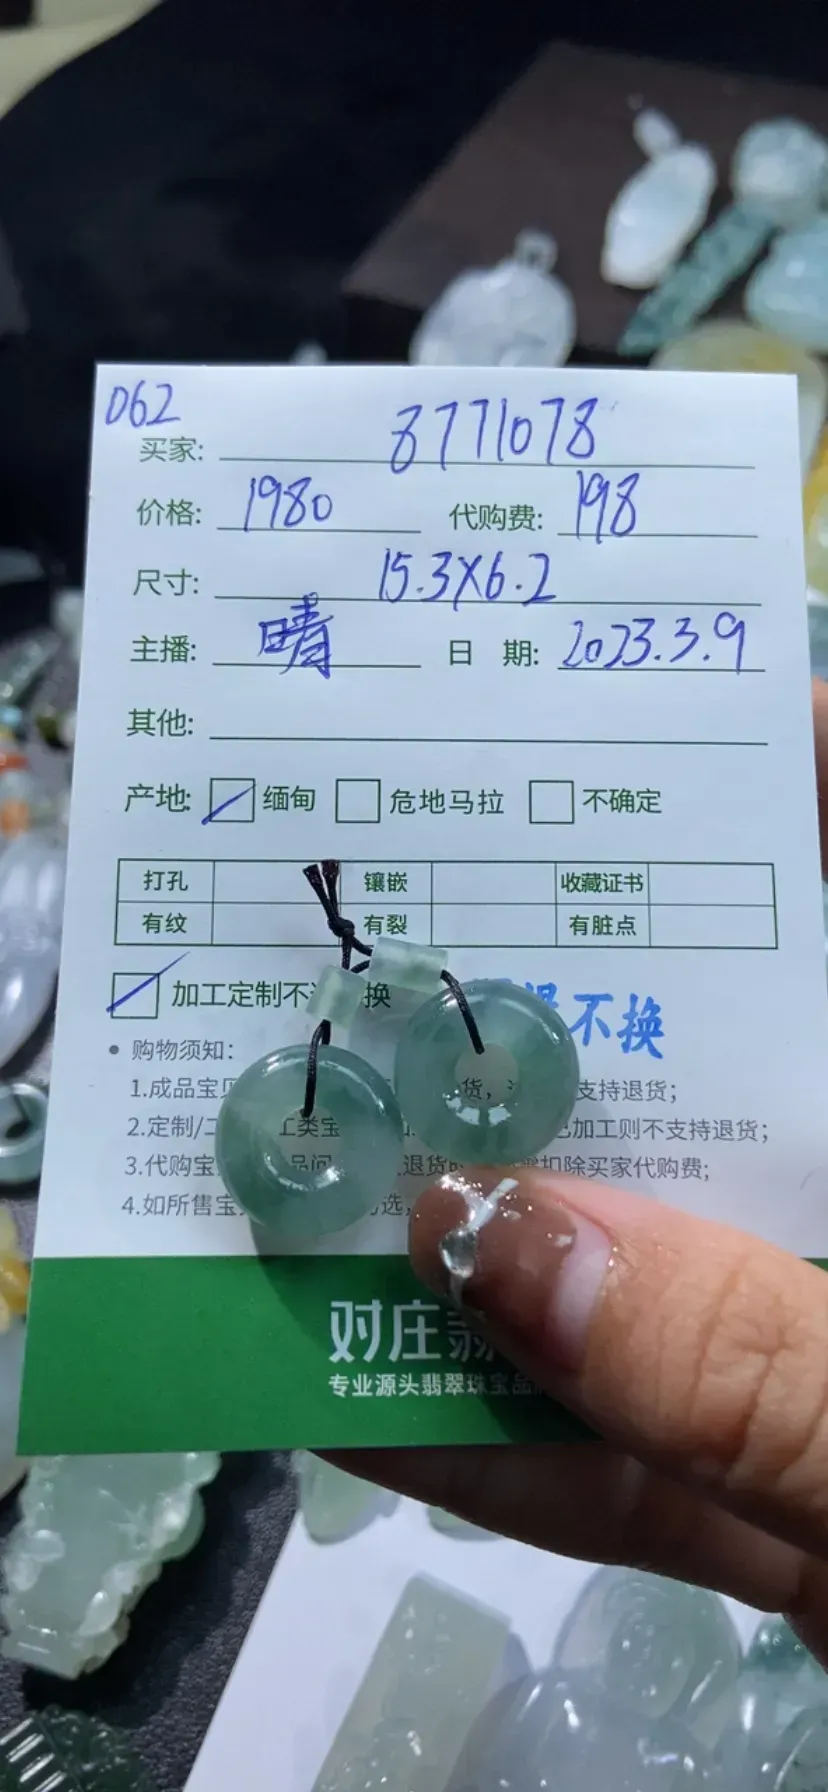 D62
买家: 8771078
价格: 1980 代购费: 198
尺寸: 15.3X6.2
主播: 晴 日 期: 2023.3.9
其他:
产地: 缅甸 危地马拉 不确定
打孔 镶嵌 收藏证书
有纹 有裂 有脏点
加工定制不 换 不换
• 购物须知:
1.成品宝 货, 支持退货;
2.定制/ 类宝 已加工则不支持退货;
3.代购宝 品问 退货 扣除买家代购费;
4.如所售宝 选,
对庄翡
专业源头翡翠珠宝品